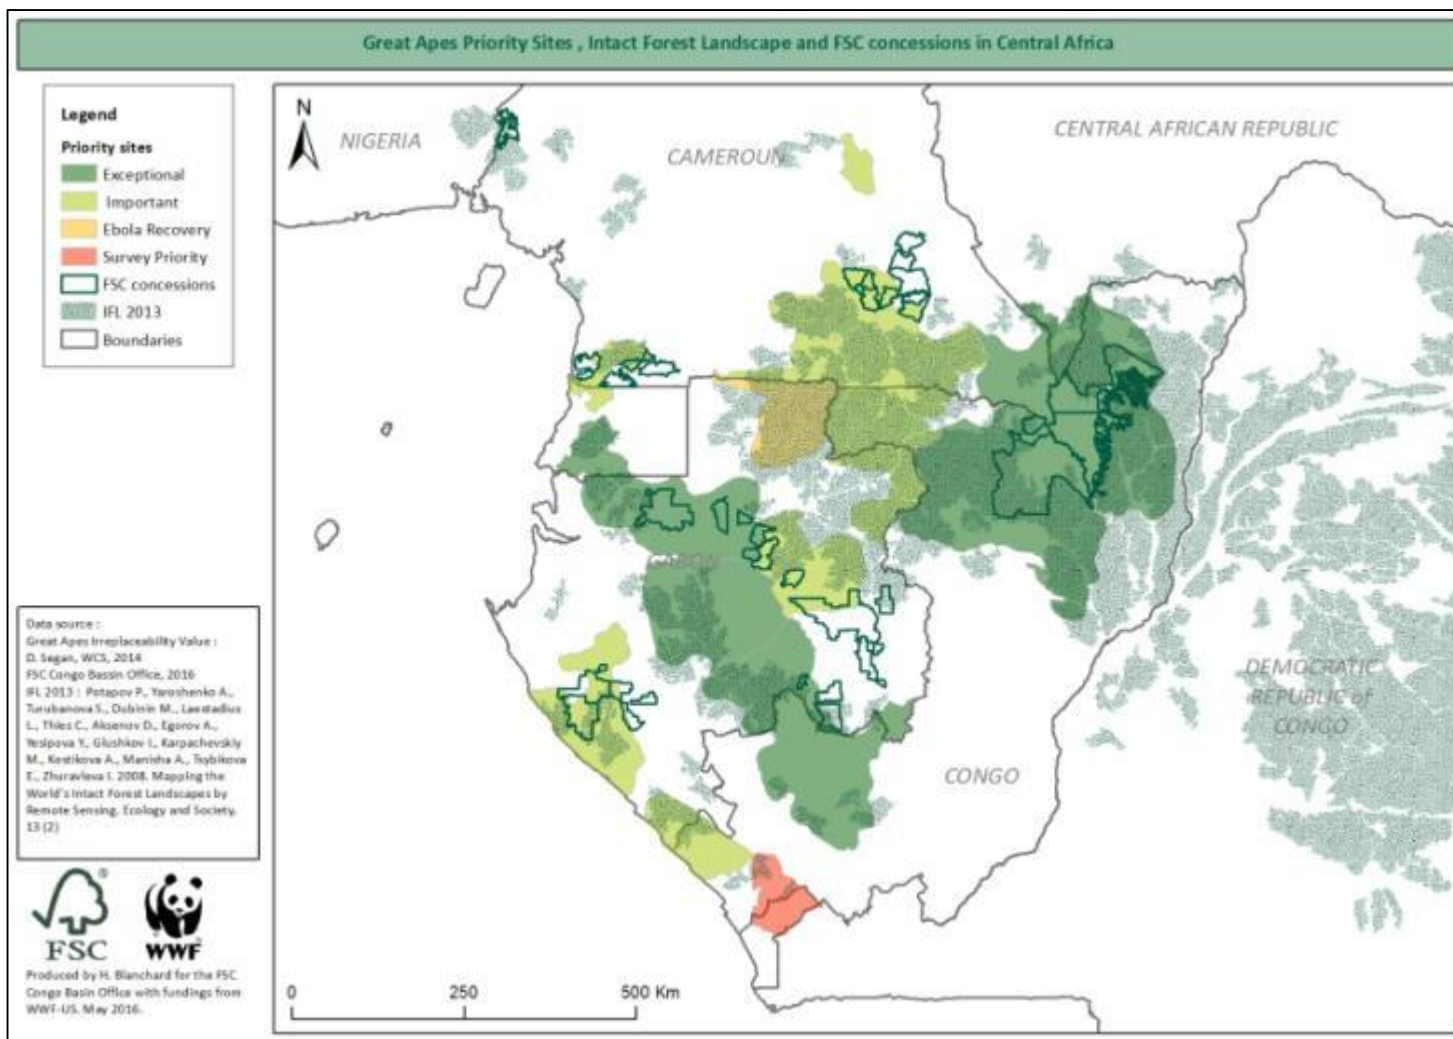 Great Apes Priority Sites , Intact Forest Landscape and FSC concessions in Central Africa
Legend
Priority sites
Exceptional
Important
Ebola Recovery
Survey Priority
FSC concessions
IFL 2013
Boundaries
N
NIGERIA
CAMEROUN
CENTRAL AFRICAN REPUBLIC
GABON
DEMOCRATIC
REPUBLIC of
CONGO
CONGO
Data source :
Great Apes Irreplaceability Value :
D. Segan, WCS, 2014
FSC Congo Bassin Office, 2016
IFL 2013 : Potapov P., Yaroshenko A.,
Turubanova S., Dubinin M., Laestadius
L., Thies C., Aksenov D., Egorov A.,
Yesipova Y., Glushkov I., Karpachevskiy
M., Kostikova A., Manisha A., Tsybikova
E., Zhuravleva I. 2008. Mapping the
World's Intact Forest Landscapes by
Remote Sensing. Ecology and Society,
13 (2)
FSC
®
WWF
Produced by H. Blanchard for the FSC
Congo Basin Office with fundings from
WWF-US. May 2016.
0 250 500 Km